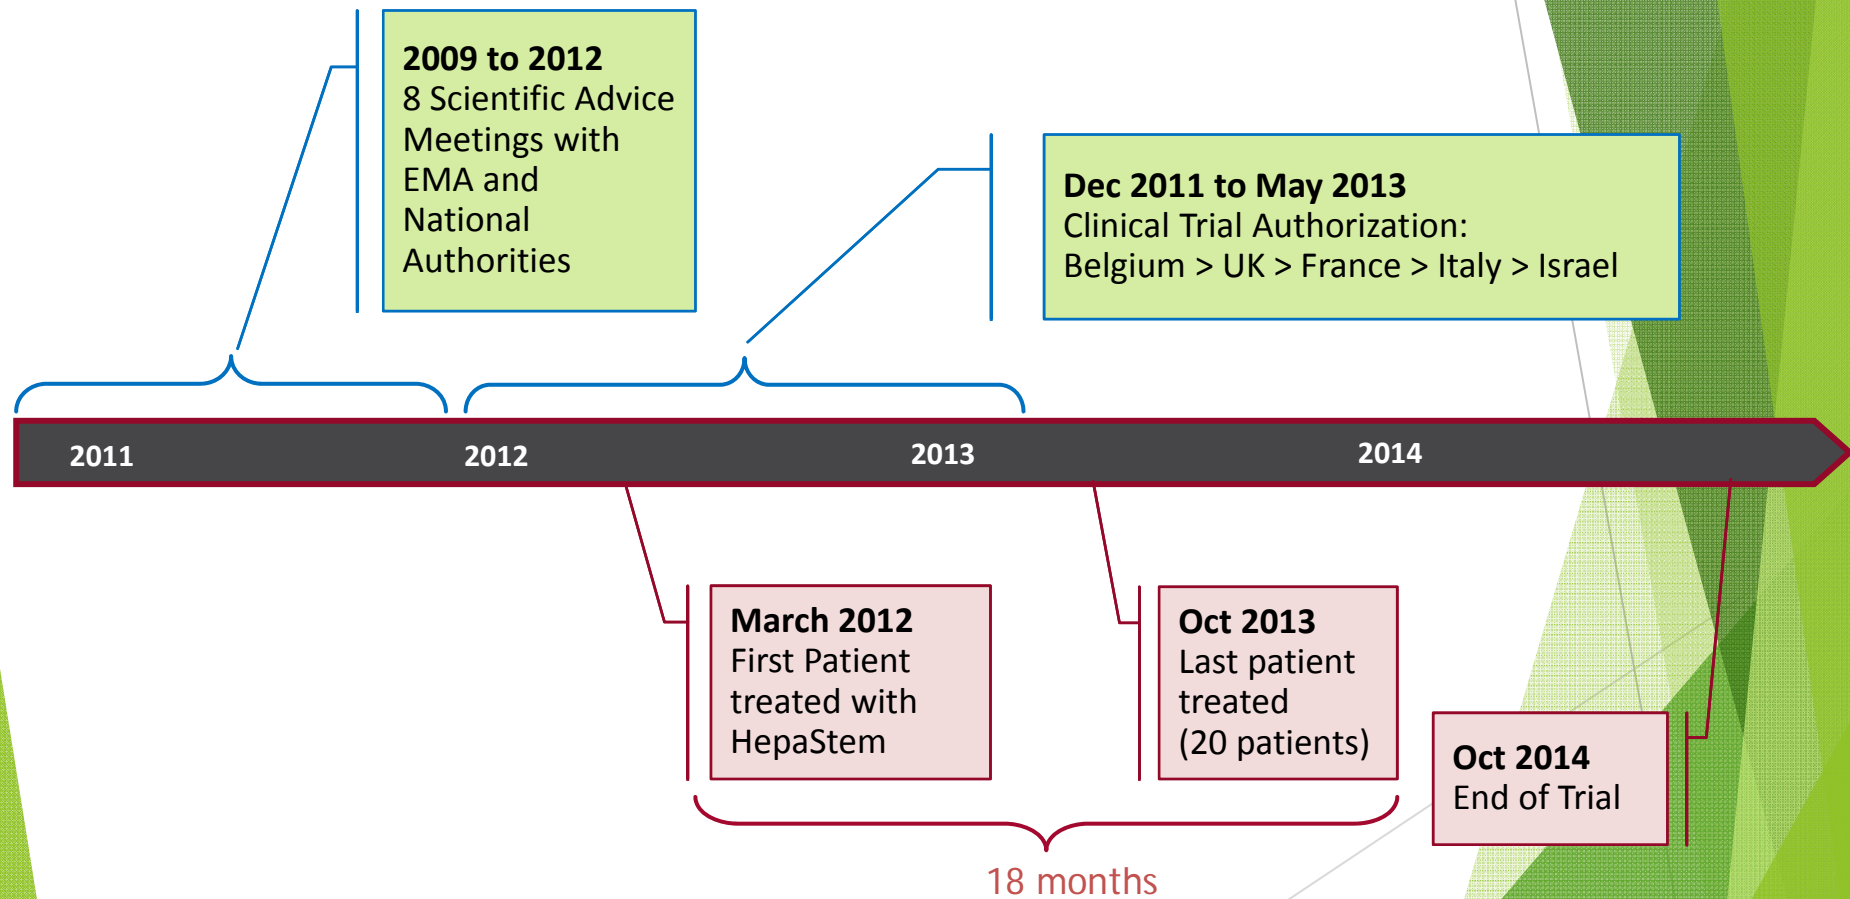 2009 to 2012
8 Scientific Advice
Meetings with
EMA and
National
Authorities
Dec 2011 to May 2013
Clinical Trial Authorization:
Belgium > UK > France > Italy > Israel
2011
2012
2013
2014
March 2012
First Patient
treated with
HepaStem
Oct 2013
Last patient
treated
(20 patients)
Oct 2014
End of Trial
18 months